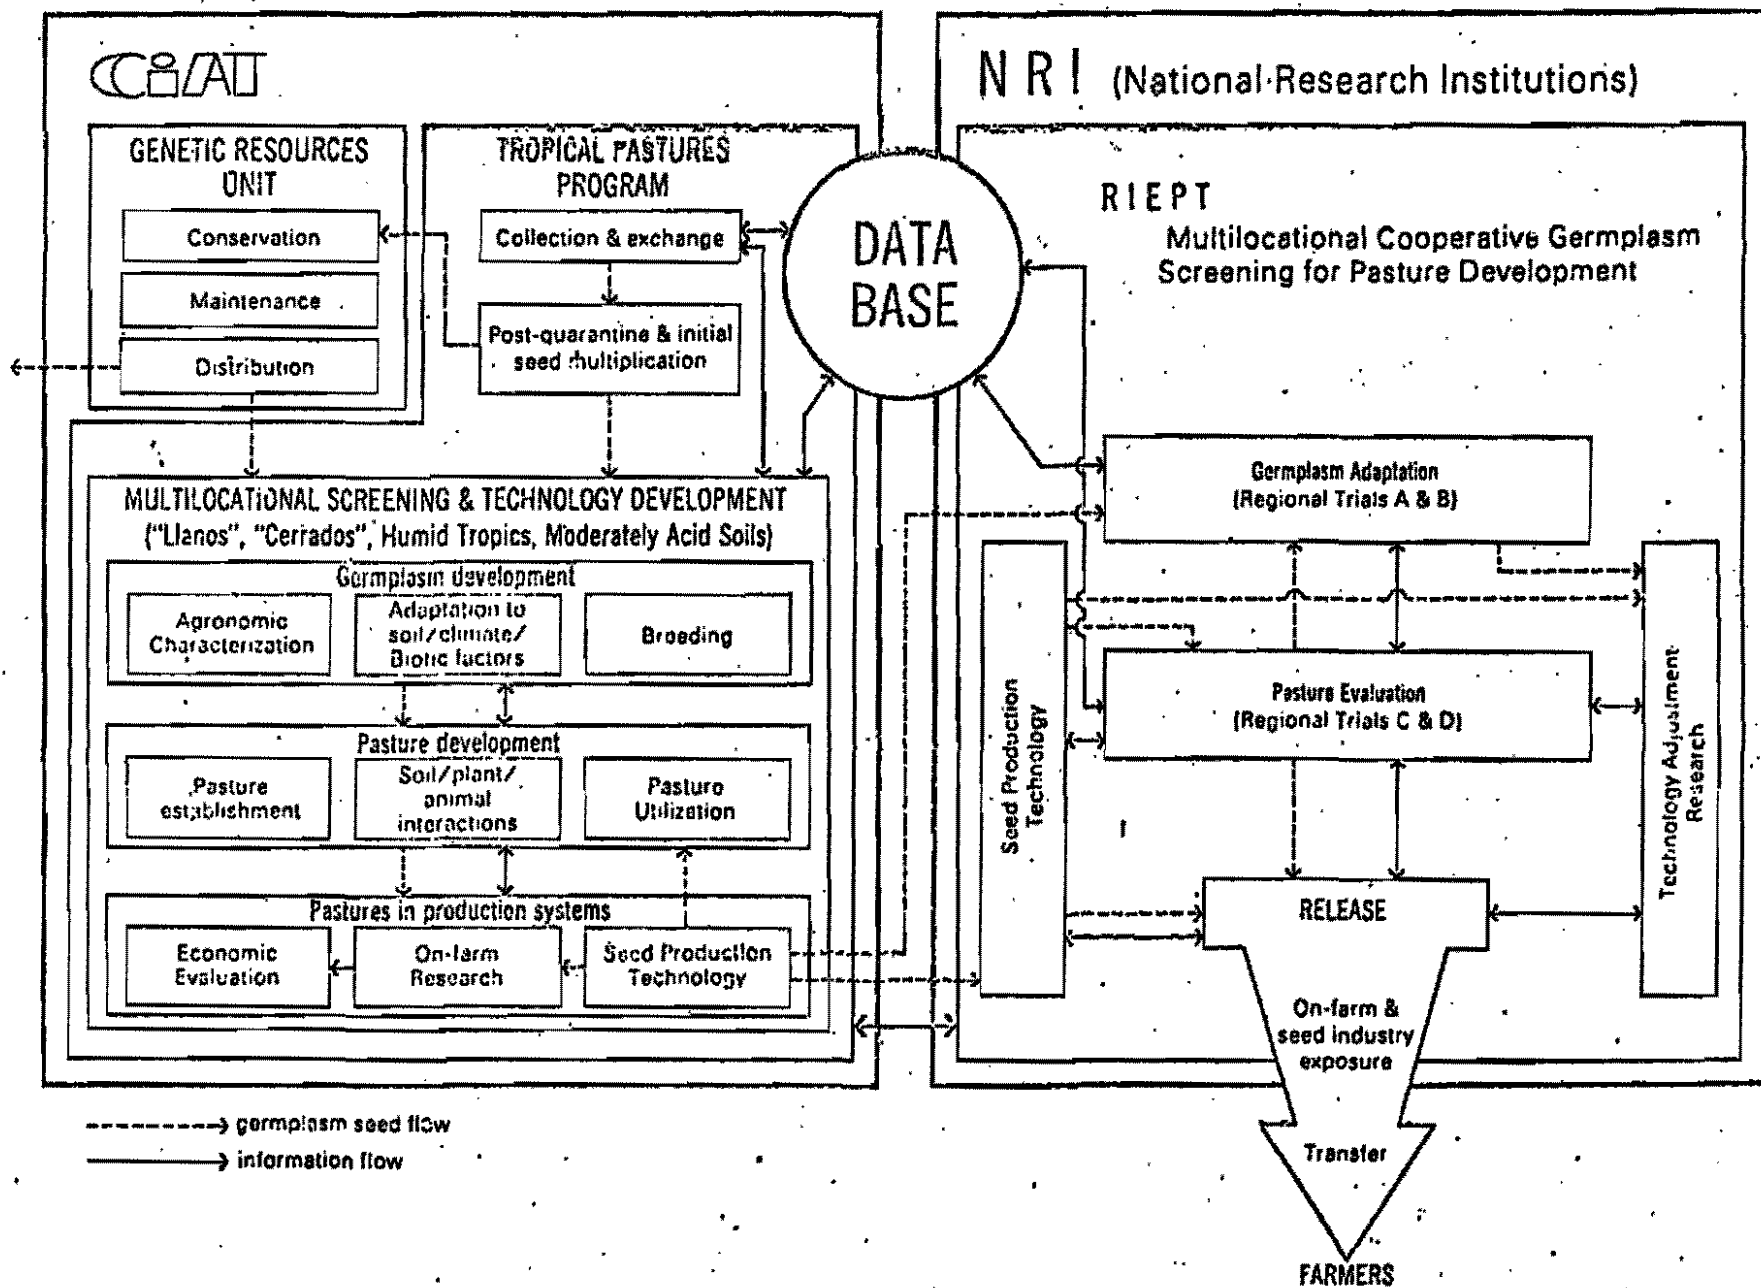 CiAT
GENETIC RESOURCES
UNIT
Conservation
Maintenance
Distribution
TROPICAL PASTURES
PROGRAM
Collection & exchange
Post-quarantine & initial
seed multiplication
DATA
BASE
MULTILOCATIONAL SCREENING & TECHNOLOGY DEVELOPMENT
("Llanos", "Cerrados", Humid Tropics, Moderately Acid Soils)
Germplasm development
Agronomic
Characterization
Adaptation to
soil/climate/
Biotic factors
Breeding
Pasture development
Pasture
establishment
Soil/plant/
animal
interactions
Pasture
Utilization
Pastures in production systems
Economic
Evaluation
On-farm
Research
Seed Production
Technology
NRI (National Research Institutions)
RIEPT
Multilocational Cooperative Germplasm
Screening for Pasture Development
Germplasm Adaptation
(Regional Trials A & B)
Seed Production
Technology
Pasture Evaluation
(Regional Trials C & D)
Technology Adjustment
Research
RELEASE
On-farm &
seed industry
exposure
Transfer
FARMERS
germplasm seed flow
information flow